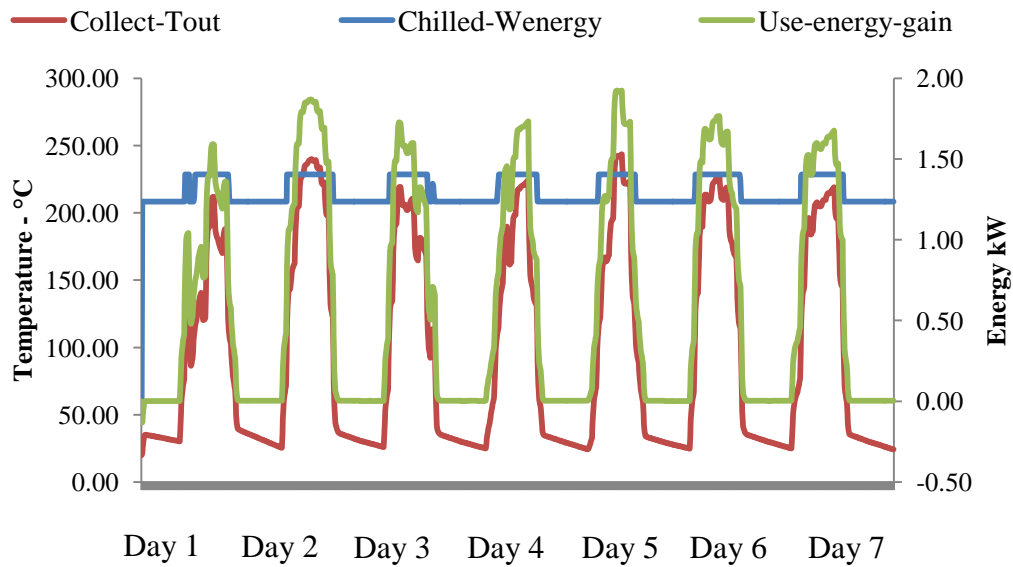 Collect-Tout Chilled-Wenergy Use-energy-gain
300.00 2.00
250.00
1.50
200.00
1.00
150.00
0.50
100.00
0.00
50.00
0.00 -0.50
Temperature - °C
Energy kW
Day 1 Day 2 Day 3 Day 4 Day 5 Day 6 Day 7